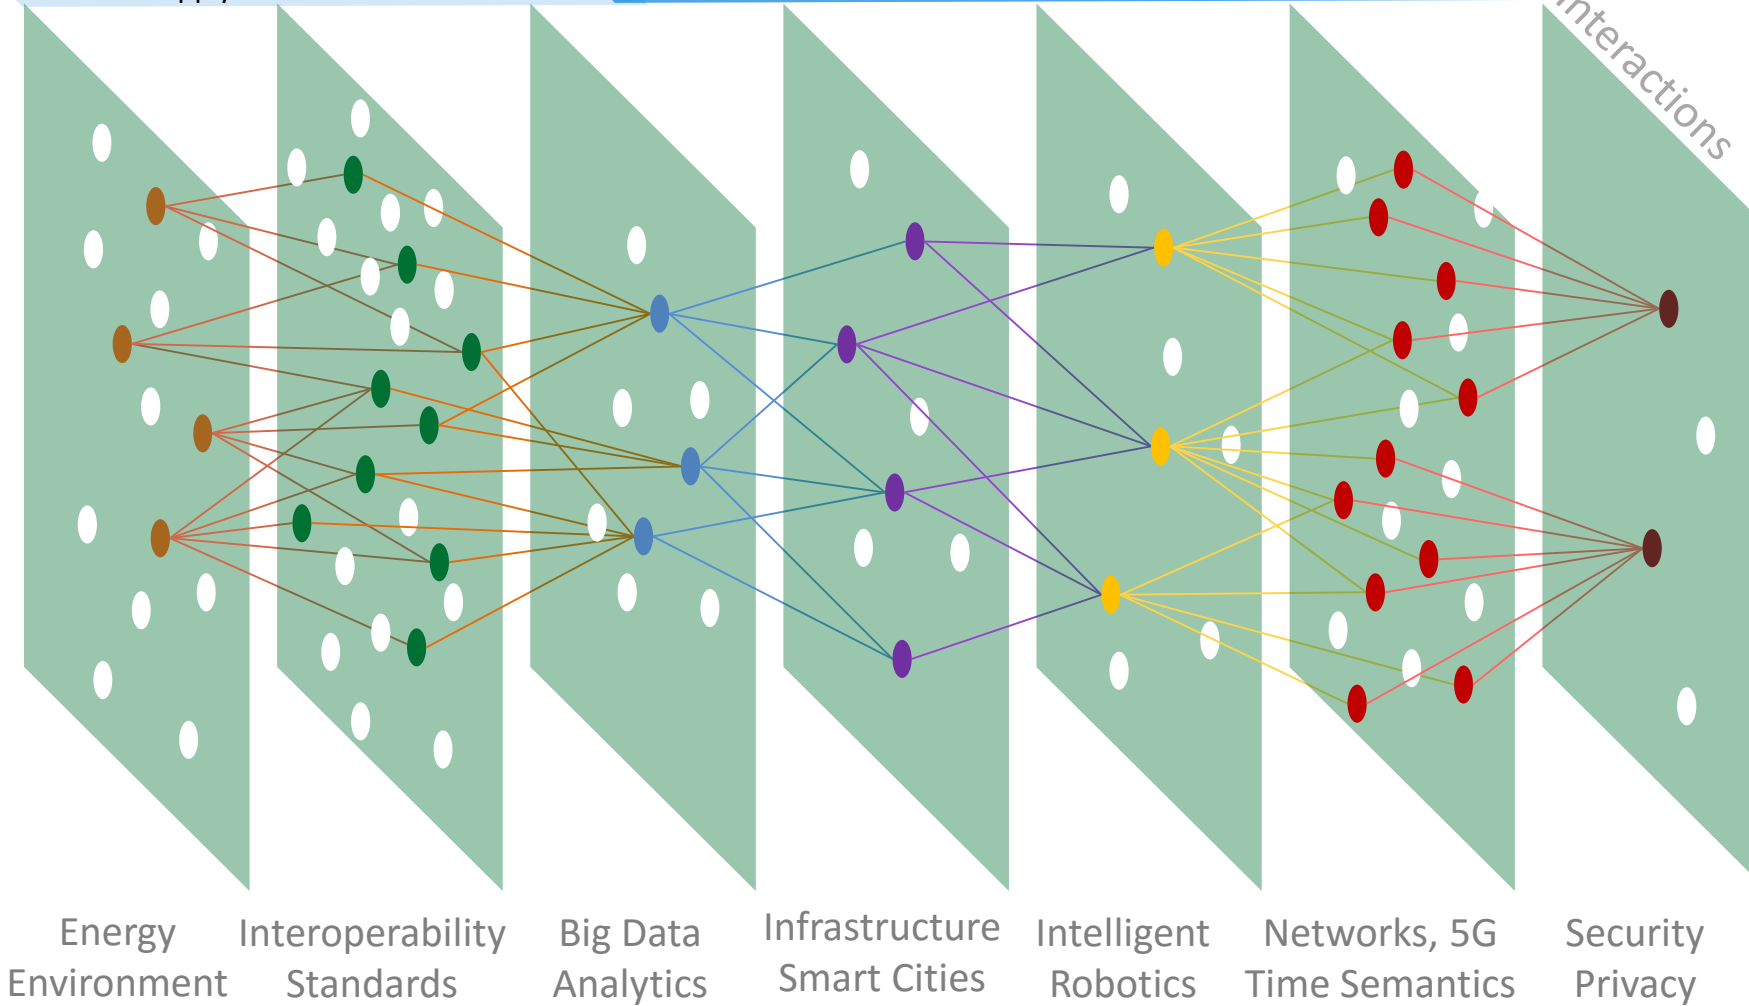 Interactions
Energy
Environment
Interoperability
Standards
Big Data
Analytics
Infrastructure
Smart Cities
Intelligent
Robotics
Networks, 5G
Time Semantics
Security
Privacy